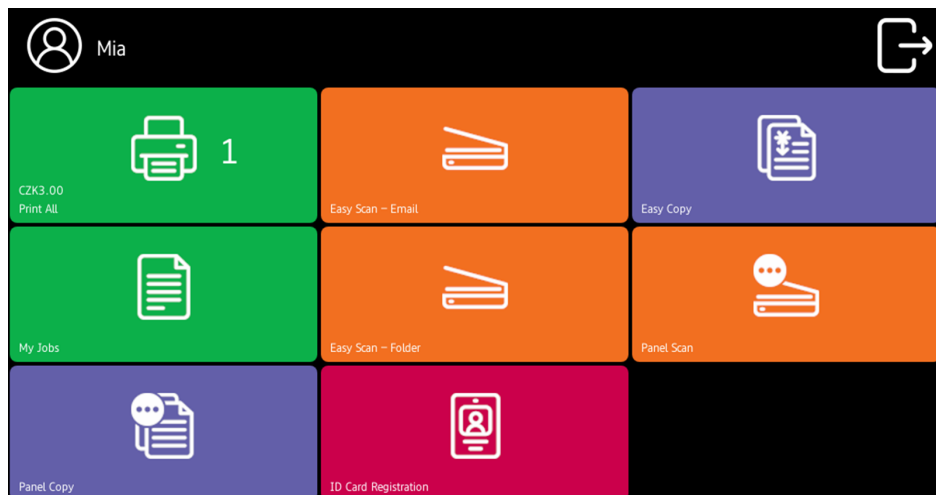 Mia
1
CZK3.00
Print All
Easy Scan – Email
Easy Copy
My Jobs
Easy Scan – Folder
Panel Scan
Panel Copy
ID Card Registration